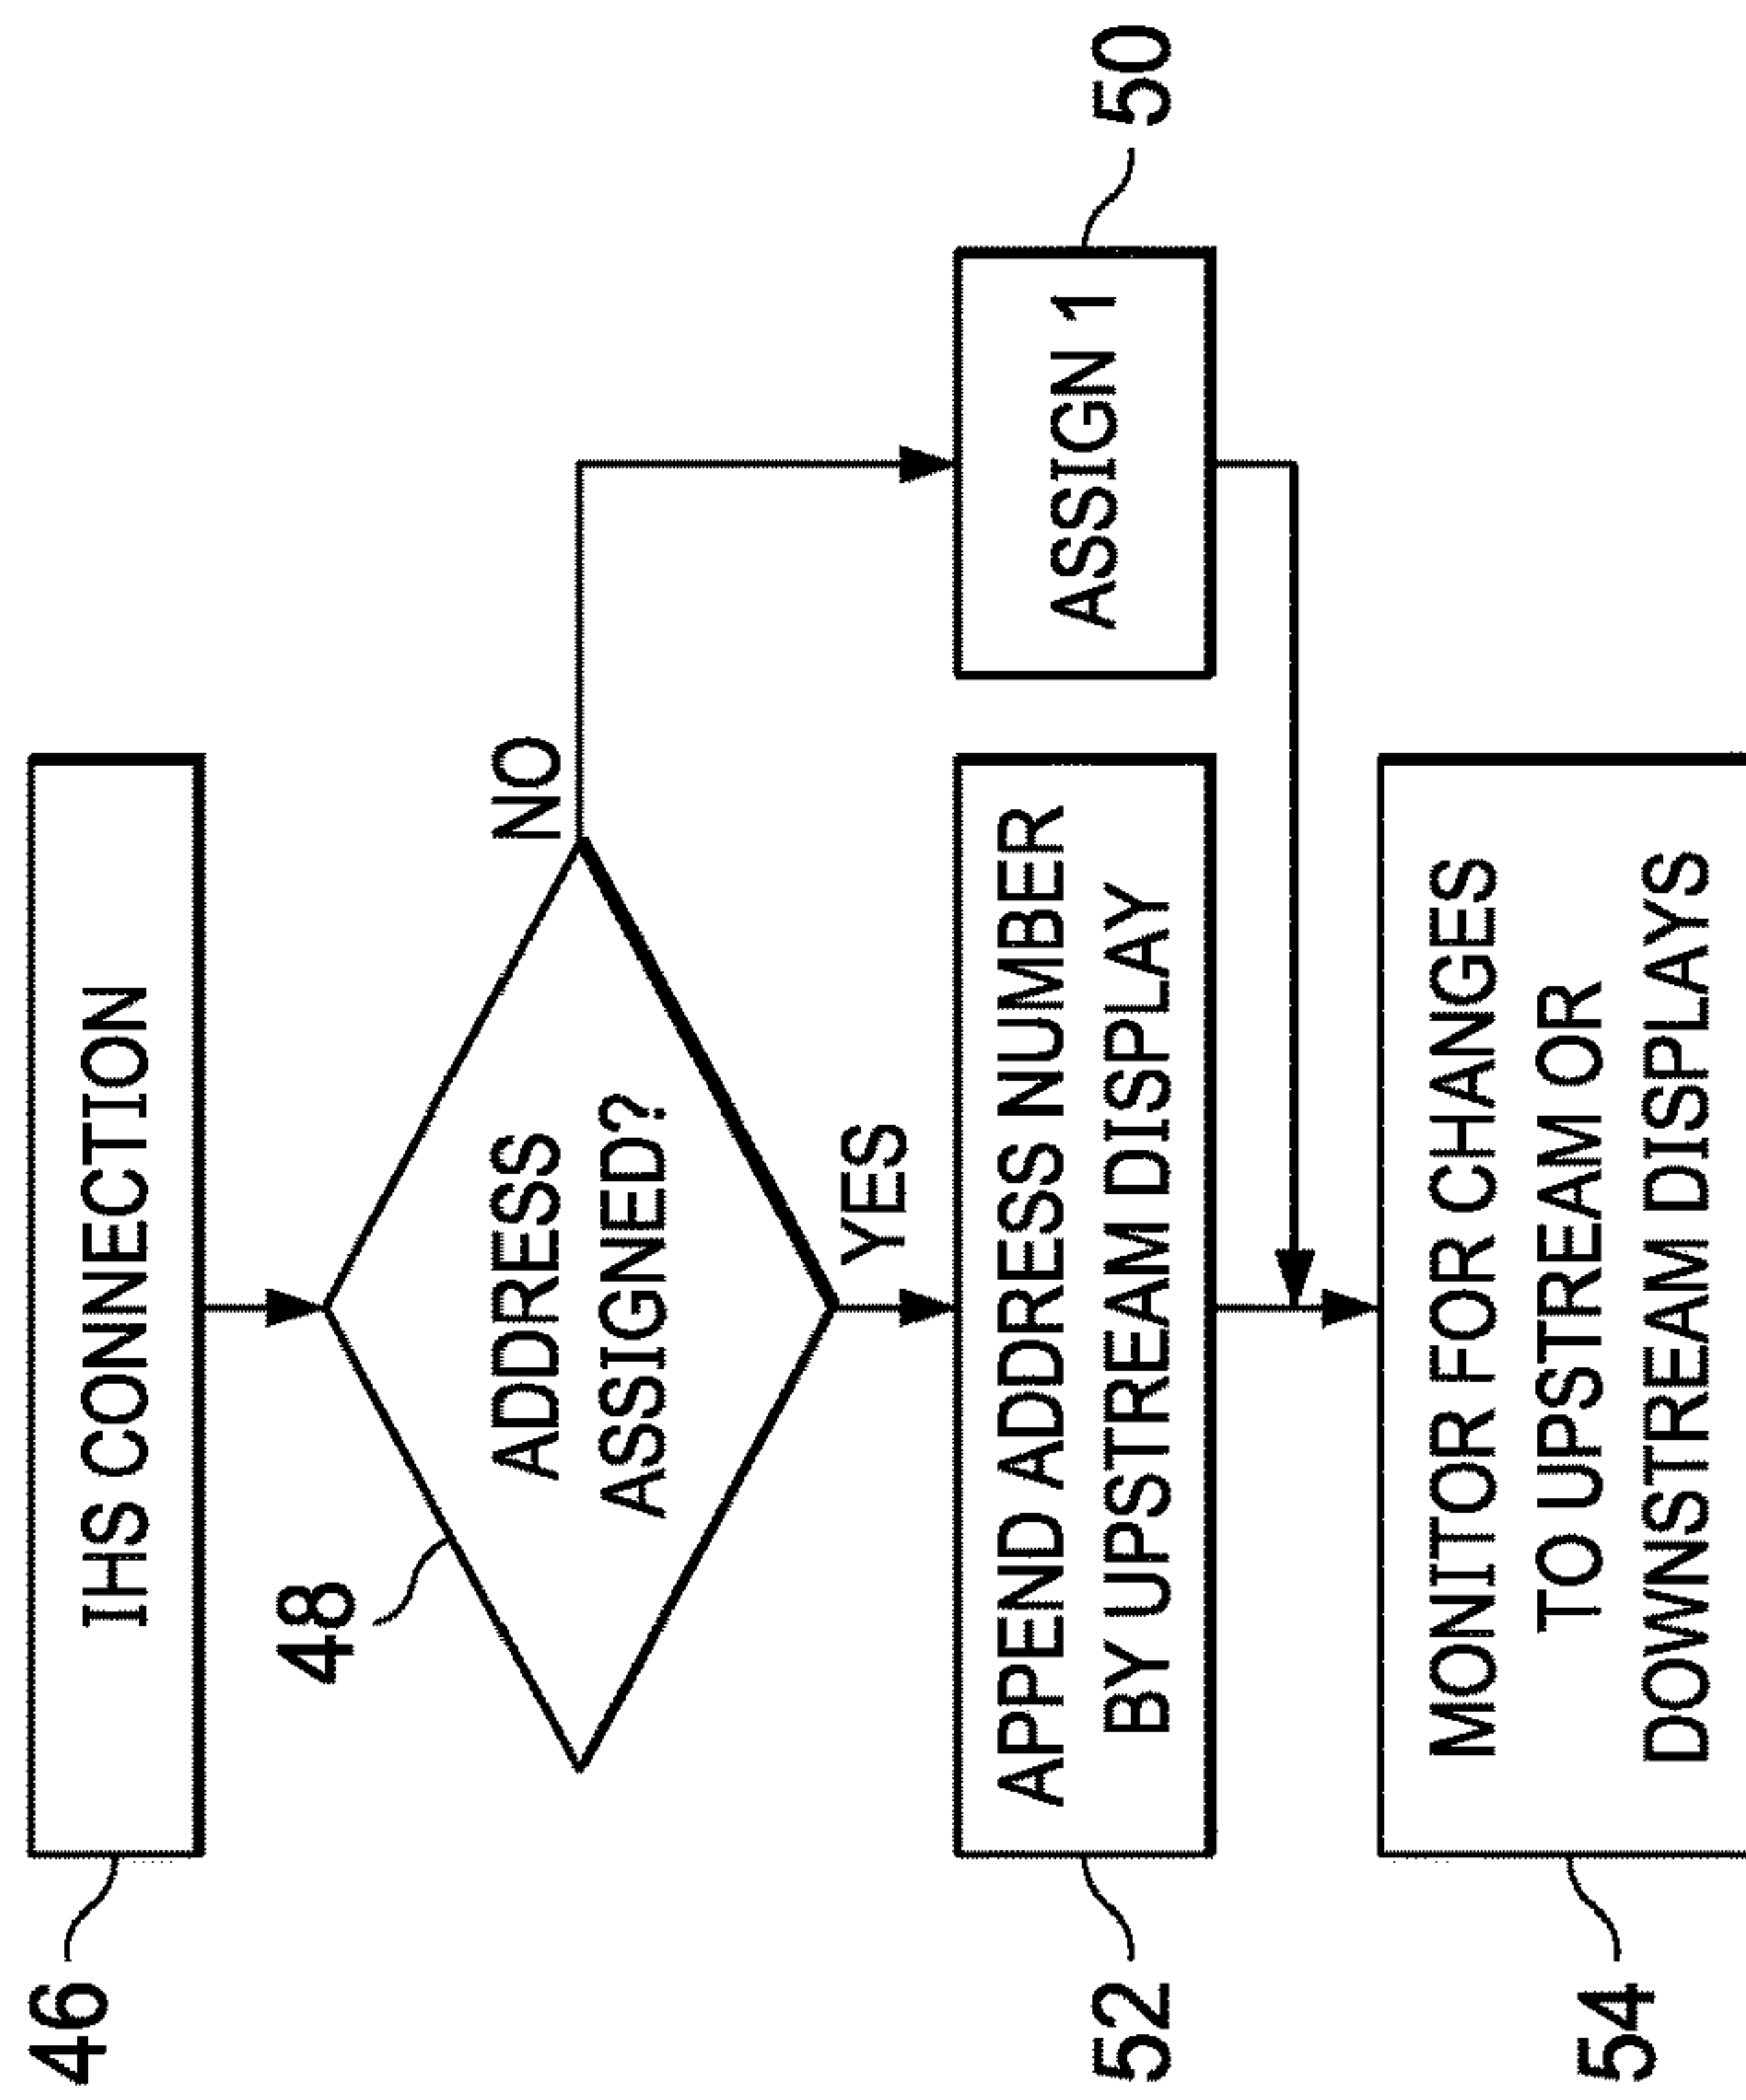 46
IHS CONNECTION
48
ADDRESS
ASSIGNED?
NO
YES
52
APPEND ADDRESS NUMBER
BY UPSTREAM DISPLAY
ASSIGN 1
50
54
MONITOR FOR CHANGES
TO UPSTREAM OR
DOWNSTREAM DISPLAYS